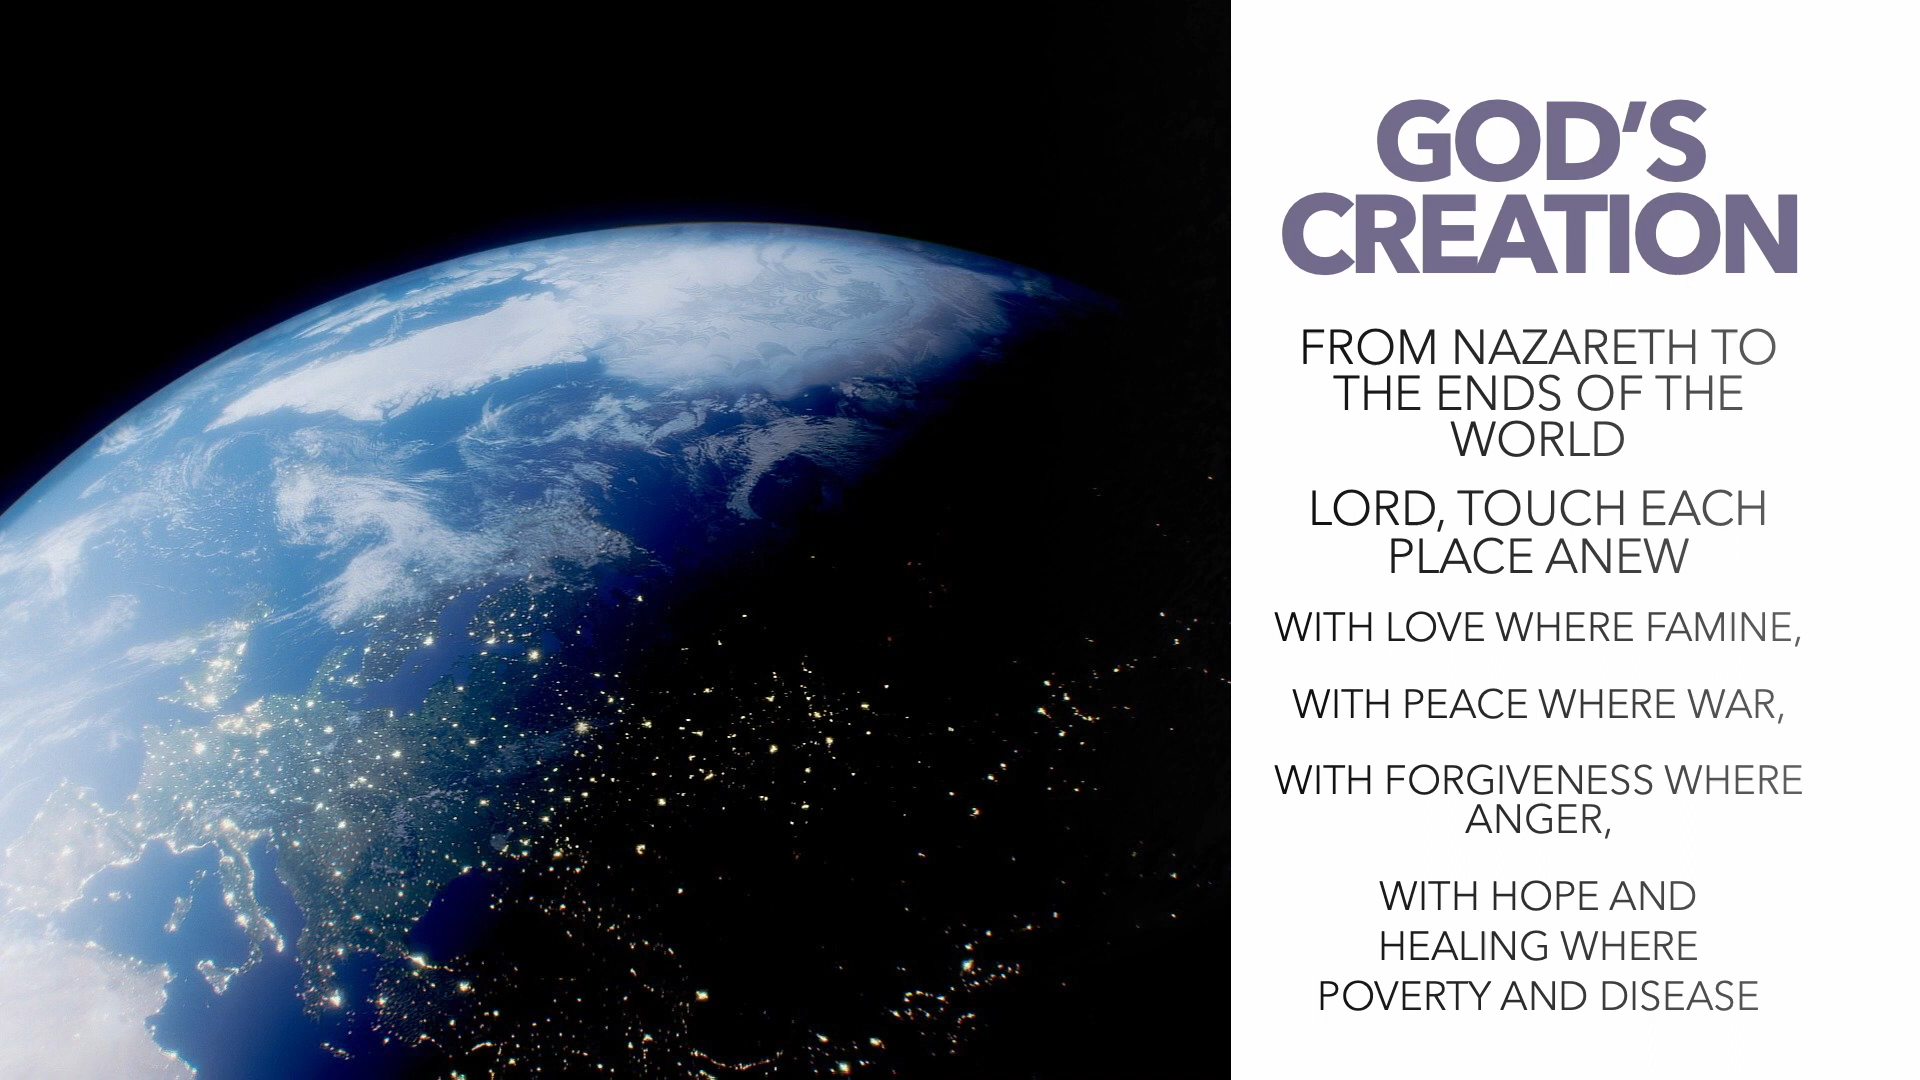 GOD’S
CREATION
FROM NAZARETH TO
THE ENDS OF THE
WORLD
LORD, TOUCH EACH
PLACE ANEW
WITH LOVE WHERE FAMINE,
WITH PEACE WHERE WAR,
WITH FORGIVENESS WHERE
ANGER,
WITH HOPE AND
HEALING WHERE
POVERTY AND DISEASE